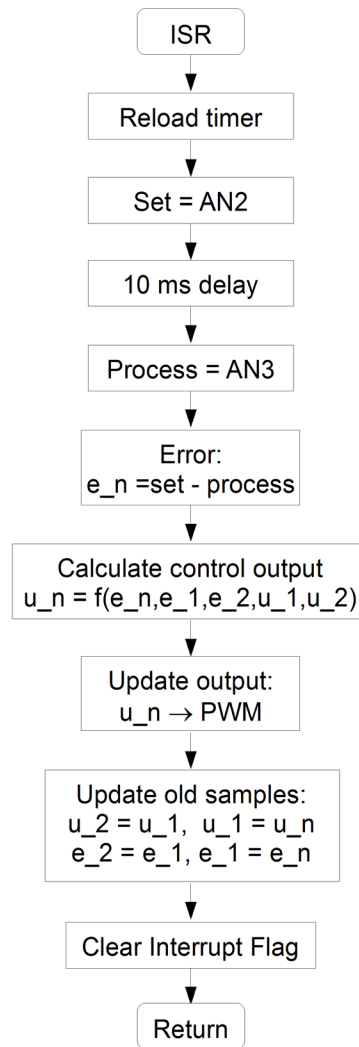 ISR
Reload timer
Set = AN2
10 ms delay
Process = AN3
Error:
e_n =set - process
Calculate control output
u_n = f(e_n,e_1,e_2,u_1,u_2)
Update output:
u_n → PWM
Update old samples:
u_2 = u_1, u_1 = u_n
e_2 = e_1, e_1 = e_n
Clear Interrupt Flag
Return